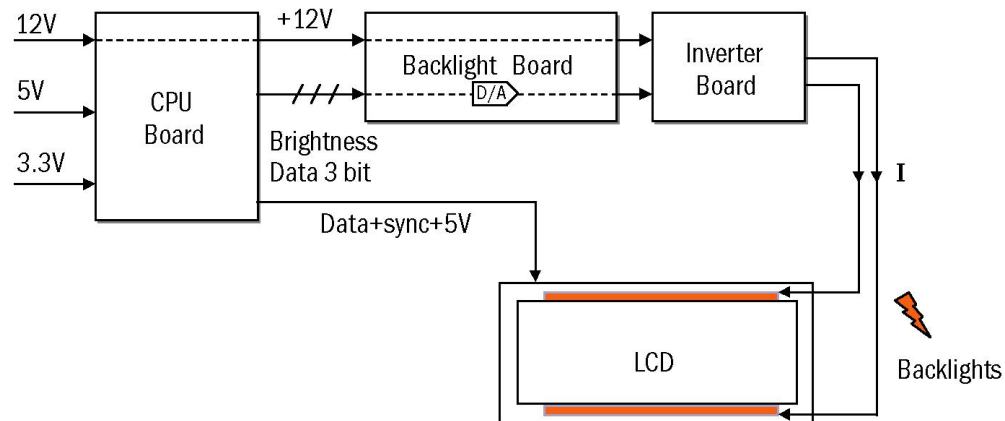 12V
+12V
5V
3.3V
CPU
Board
Backlight Board
D/A
Inverter
Board
Brightness
Data 3 bit
Data+sync+5V
I
LCD
Backlights